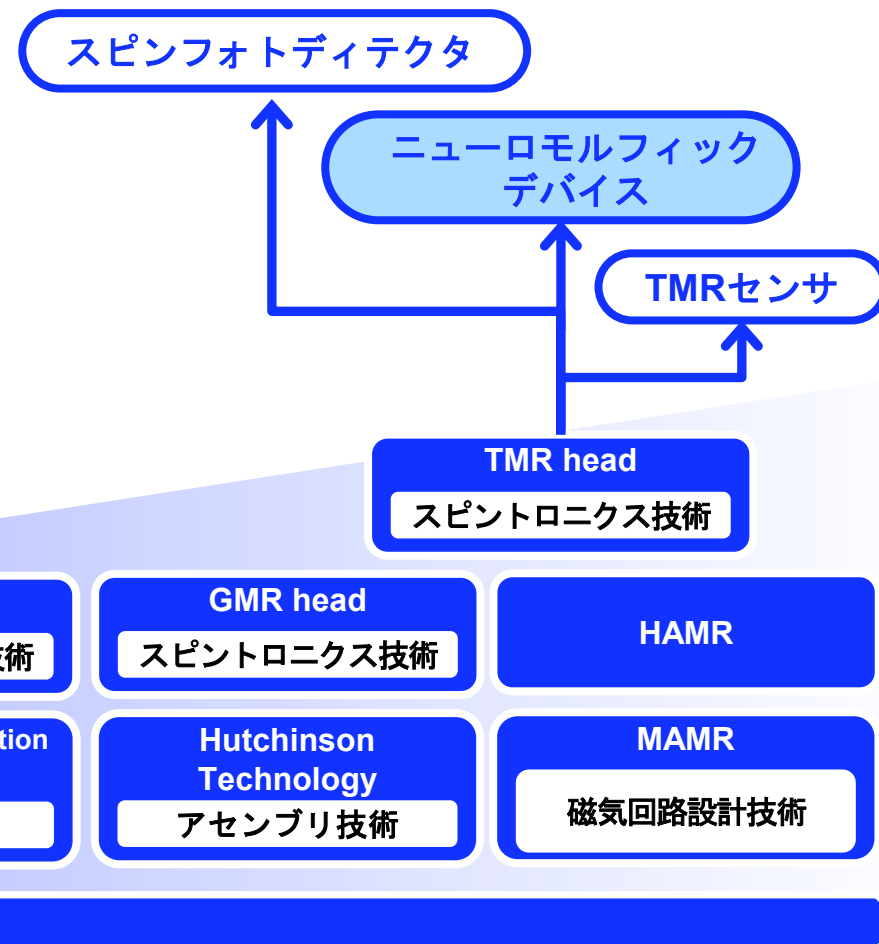 スピンフォトディテクタ
ニューロモルフィック
デバイス
TMRセンサ
TMR head
スピントロニクス技術
GMR head
スピントロニクス技術
HAMR
術
tion
Hutchinson
Technology
アセンブリ技術
MAMR
磁気回路設計技術